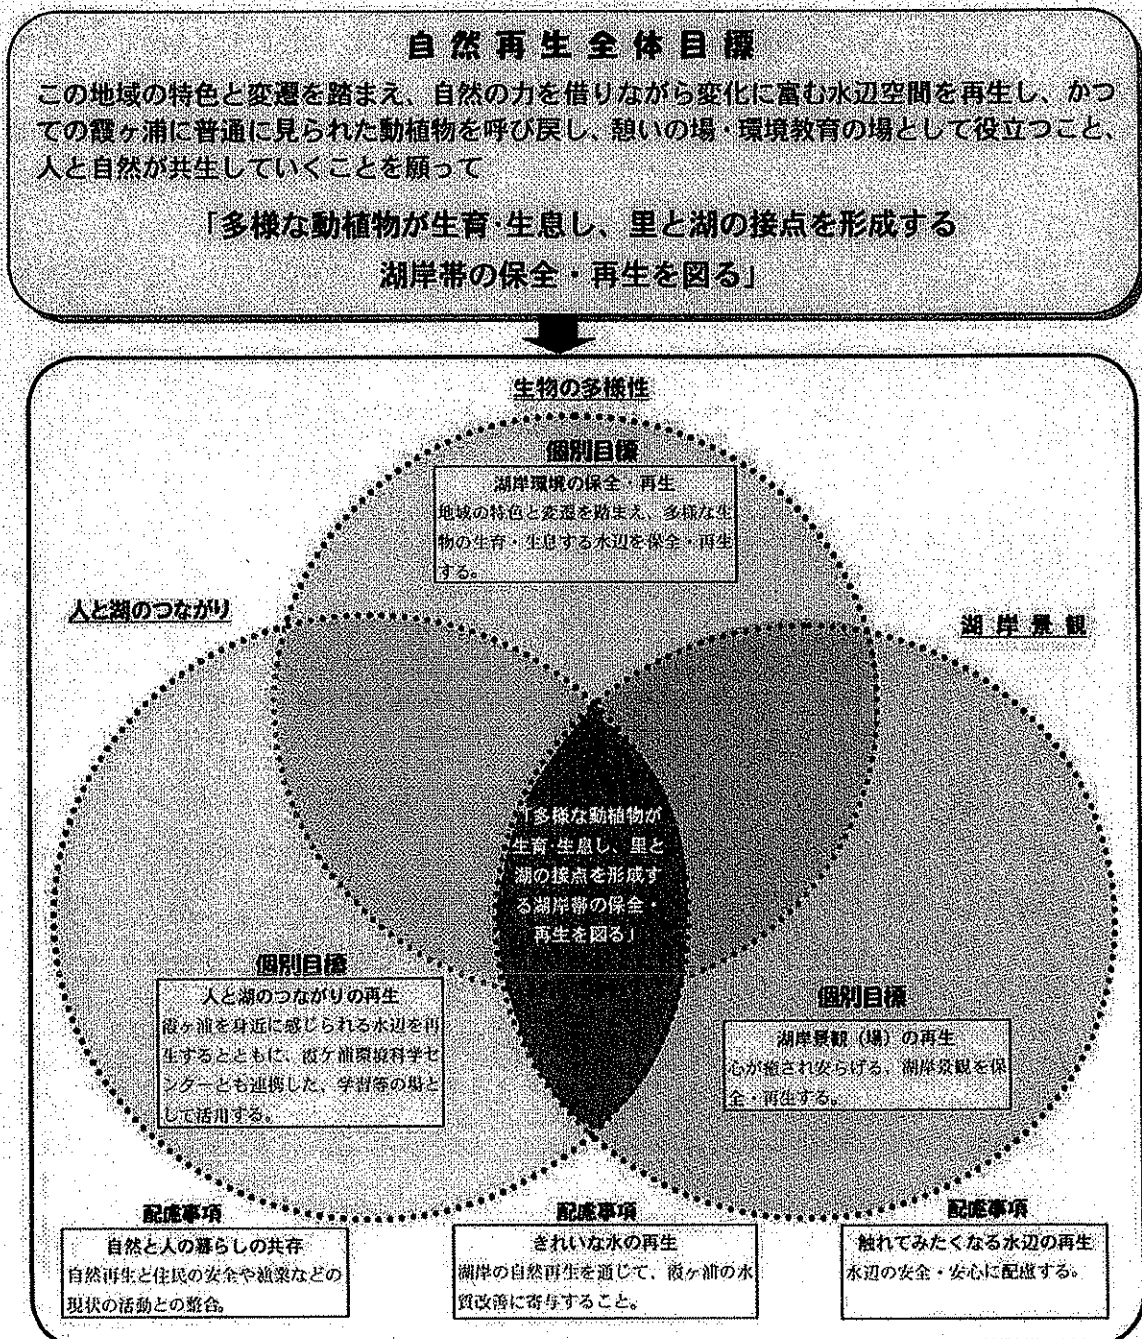 自然再生全体目標
この地域の特色と変遷を踏まえ、自然の力を借りながら変化に富む水辺空間を再生し、かつ
ての霞ヶ浦に普通に見られた動植物を呼び戻し、憩いの場・環境教育の場として役立つこと、
人と自然が共生していくことを願って
「多様な動植物が生育・生息し、里と湖の接点を形成する
湖岸帯の保全・再生を図る」
生物の多様性
個別目標
湖岸環境の保全・再生
地域の特色と変遷を踏まえ、多様な生
物の生育・生息する水辺を保全・再生
する。
人と湖のつながり
湖岸景観
「多様な動植物が
生育・生息し、里と
湖の接点を形成す
る湖岸帯の保全・
再生を図る」
個別目標
人と湖のつながりの再生
霞ヶ浦を身近に感じられる水辺を再
生するとともに、霞ケ浦環境科学セ
ンターとも連携した、学習等の場と
して活用する。
個別目標
湖岸景観（場）の再生
心が癒され安らげる、湖岸景観を保
全・再生する。
配慮事項
自然と人の暮らしの共存
自然再生と住民の安全や漁業などの
現状の活動との整合。
配慮事項
きれいな水の再生
湖岸の自然再生を通じて、霞ヶ浦の水
質改善に寄与すること。
配慮事項
触れてみたくなる水辺の再生
水辺の安全・安心に配慮する。